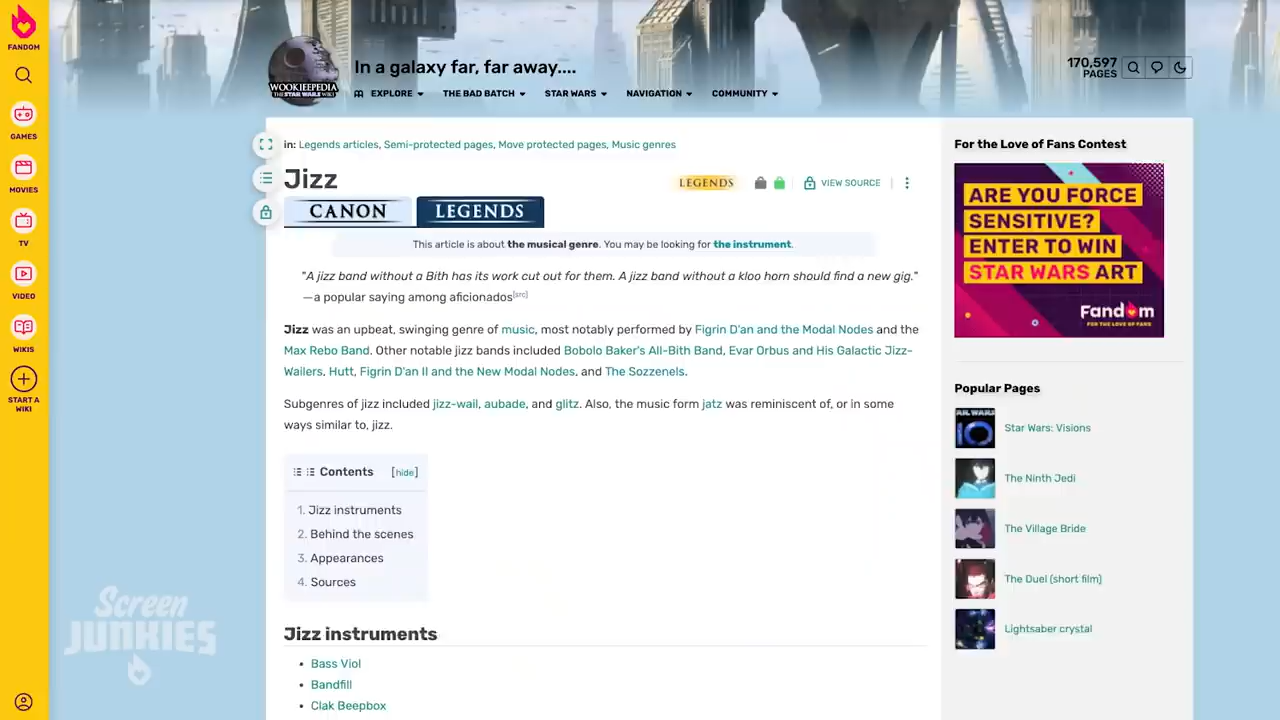 FANDOM
GAMES
MOVIES
TV
VIDEO
WIKIS
START A
WIKI
WOOKIEEPEDIA
THE STAR WARS WIKI
In a galaxy far, far away....
EXPLORE
THE BAD BATCH
STAR WARS
NAVIGATION
COMMUNITY
170,597
PAGES
in: Legends articles, Semi-protected pages, Move protected pages, Music genres
Jizz
LEGENDS
VIEW SOURCE
CANON
LEGENDS
This article is about the musical genre. You may be looking for the instrument.
"A jizz band without a Bith has its work cut out for them. A jizz band without a kloo horn should find a new gig."
—a popular saying among aficionados[src]
Jizz was an upbeat, swinging genre of music, most notably performed by Figrin D'an and the Modal Nodes and the
Max Rebo Band. Other notable jizz bands included Bobolo Baker's All-Bith Band, Evar Orbus and His Galactic Jizz-
Wailers, Hutt, Figrin D'an II and the New Modal Nodes, and The Sozzenels.
Subgenres of jizz included jizz-wail, aubade, and glitz. Also, the music form jatz was reminiscent of, or in some
ways similar to, jizz.
Contents [hide]
1. Jizz instruments
2. Behind the scenes
3. Appearances
4. Sources
Jizz instruments
• Bass Viol
• Bandfill
• Clak Beepbox
For the Love of Fans Contest
ARE YOU FORCE
SENSITIVE?
ENTER TO WIN
STAR WARS ART
Fandom
FOR THE LOVE OF FANS
Popular Pages
Star Wars: Visions
The Ninth Jedi
The Village Bride
The Duel (short film)
Lightsaber crystal
Screen
JUNKIES